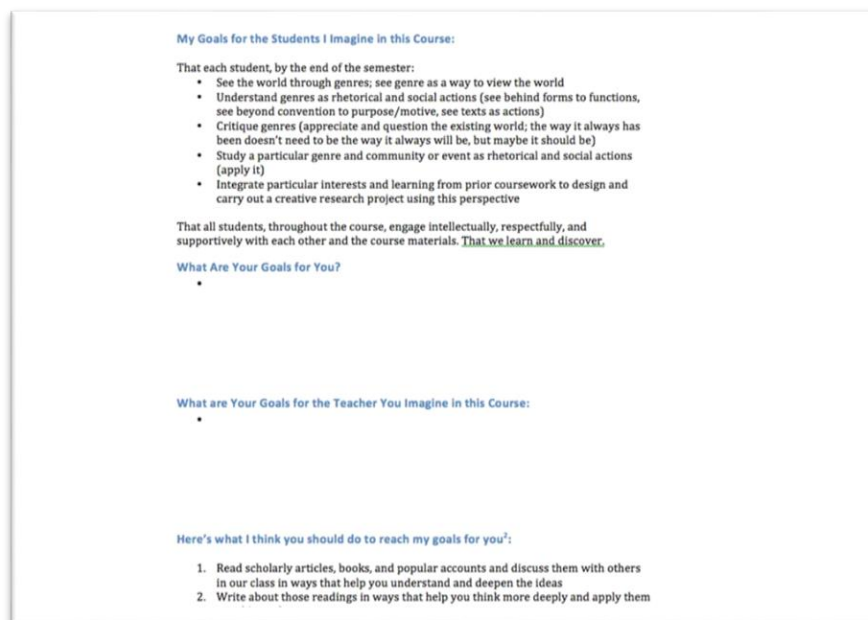 My Goals for the Students I Imagine in this Course:
That each student, by the end of the semester:
• See the world through genres; see genre as a way to view the world
• Understand genres as rhetorical and social actions (see behind forms to functions,
see beyond convention to purpose/motive, see texts as actions)
• Critique genres (appreciate and question the existing world; the way it always has
been doesn't need to be the way it always will be, but maybe it should be)
• Study a particular genre and community or event as rhetorical and social actions
(apply it)
• Integrate particular interests and learning from prior coursework to design and
carry out a creative research project using this perspective
That all students, throughout the course, engage intellectually, respectfully, and
supportively with each other and the course materials. That we learn and discover.
What Are Your Goals for You?
•
What are Your Goals for the Teacher You Imagine in this Course:
•
Here's what I think you should do to reach my goals for you²:
1. Read scholarly articles, books, and popular accounts and discuss them with others
in our class in ways that help you understand and deepen the ideas
2. Write about those readings in ways that help you think more deeply and apply them